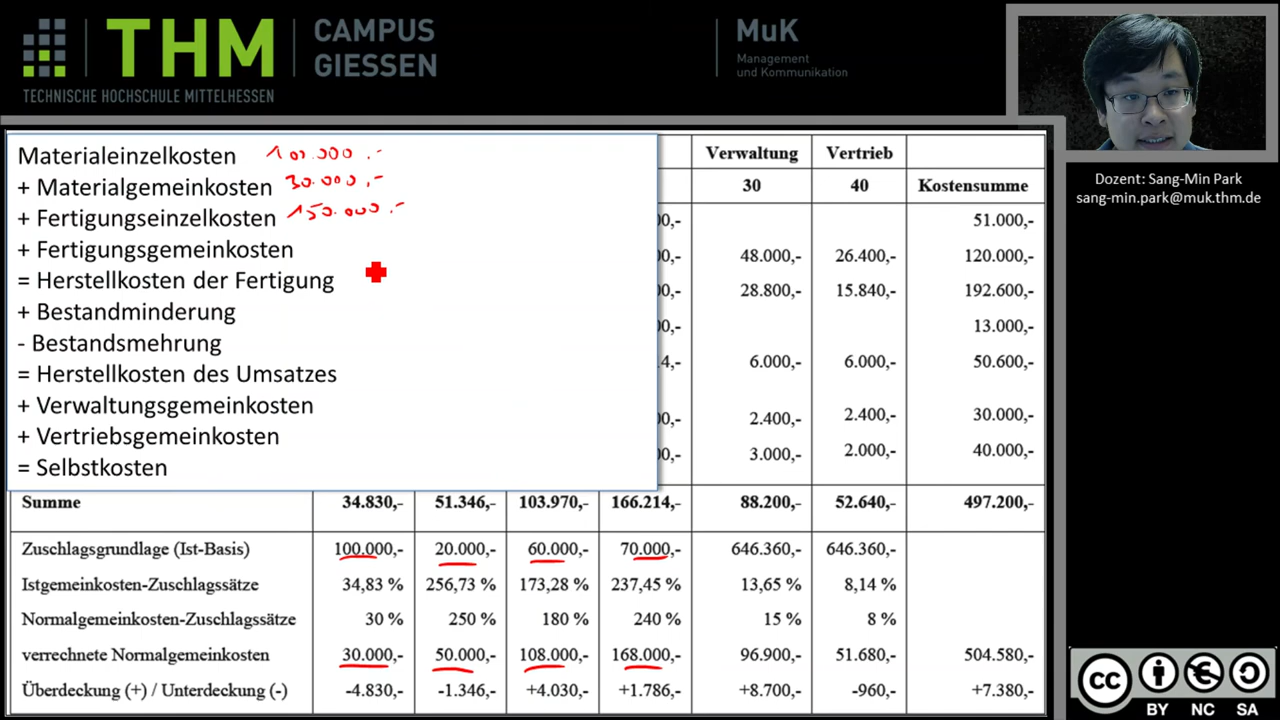 THM
CAMPUS
GIESSEN
TECHNISCHE HOCHSCHULE MITTELHESSEN
MuK
Management
und Kommunikation
Dozent: Sang-Min Park
sang-min.park@muk.thm.de
Materialeinzelkosten 100.000.-
+ Materialgemeinkosten 30.000,-
+ Fertigungseinzelkosten 150.000.-
+ Fertigungsgemeinkosten
= Herstellkosten der Fertigung
+ Bestandminderung
- Bestandsmehrung
= Herstellkosten des Umsatzes
+ Verwaltungsgemeinkosten
+ Vertriebsgemeinkosten
= Selbstkosten
Verwaltung Vertrieb
30 40 Kostensumme
00,- 51.000,-
00,- 48.000,- 26.400,- 120.000,-
00,- 28.800,- 15.840,- 192.600,-
00,- 13.000,-
14,- 6.000,- 6.000,- 50.600,-
00,- 2.400,- 2.400,- 30.000,-
00,- 3.000,- 2.000,- 40.000,-
Summe 34.830,- 51.346,- 103.970,- 166.214,- 88.200,- 52.640,- 497.200,-
Zuschlagsgrundlage (Ist-Basis) 100.000,- 20.000,- 60.000,- 70.000,- 646.360,- 646.360,-
Istgemeinkosten-Zuschlagssätze 34,83 % 256,73 % 173,28 % 237,45 % 13,65 % 8,14 %
Normalgemeinkosten-Zuschlagssätze 30 % 250 % 180 % 240 % 15 % 8 %
verrechnete Normalgemeinkosten 30.000,- 50.000,- 108.000,- 168.000,- 96.900,- 51.680,- 504.580,-
Überdeckung (+) / Unterdeckung (-) -4.830,- -1.346,- +4.030,- +1.786,- +8.700,- -960,- +7.380,-
CC
BY NC SA